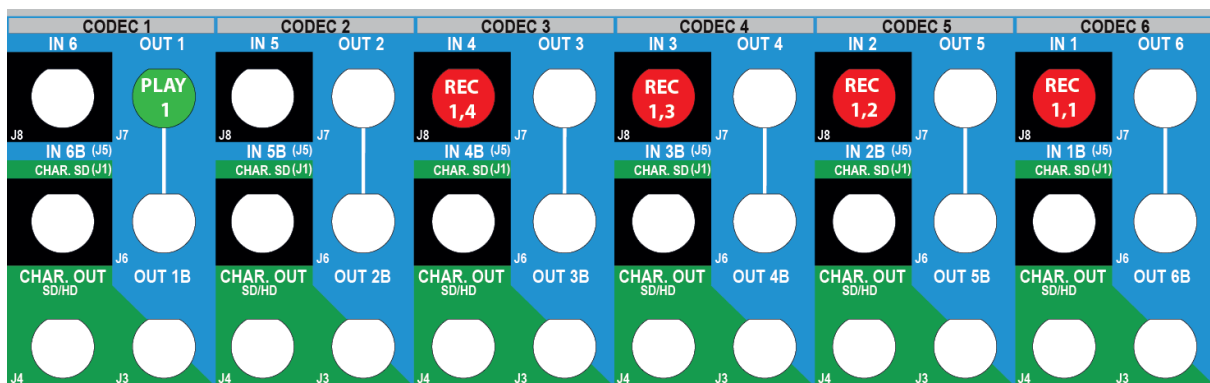 CODEC 1 CODEC 2 CODEC 3 CODEC 4 CODEC 5 CODEC 6
IN 6 OUT 1 IN 5 OUT 2 IN 4 OUT 3 IN 3 OUT 4 IN 2 OUT 5 IN 1 OUT 6
PLAY REC REC REC REC
1 1,4 1,3 1,2 1,1
J8 J7 J8 J7 J8 J7 J8 J7 J8 J7 J8 J7
IN 6B (J5) IN 5B (J5) IN 4B (J5) IN 3B (J5) IN 2B (J5) IN 1B (J5)
CHAR. SD (J1) CHAR. SD (J1) CHAR. SD (J1) CHAR. SD (J1) CHAR. SD (J1) CHAR. SD (J1)
J6 J6 J6 J6 J6
CHAR. OUT OUT 1B CHAR. OUT OUT 2B CHAR. OUT OUT 3B CHAR. OUT OUT 4B CHAR. OUT OUT 5B CHAR. OUT OUT 6B
SD/HD SD/HD SD/HD SD/HD SD/HD SD/HD
J4 J3 J4 J3 J4 J3 J4 J3 J4 J3 J4 J3